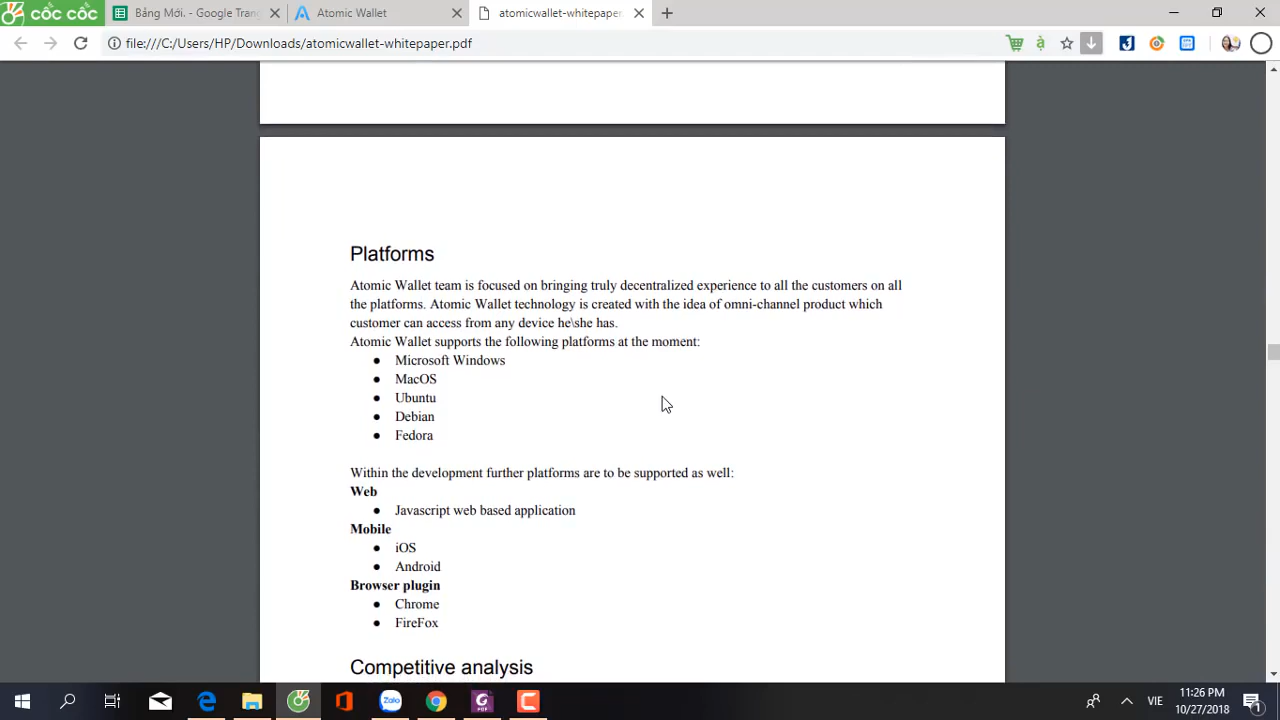 cốc cốc
Bảng Mới. - Google Trang
Atomic Wallet
atomicwallet-whitepaper
file:///C:/Users/HP/Downloads/atomicwallet-whitepaper.pdf
Platforms
Atomic Wallet team is focused on bringing truly decentralized experience to all the customers on all
the platforms. Atomic Wallet technology is created with the idea of omni-channel product which
customer can access from any device he\she has.
Atomic Wallet supports the following platforms at the moment:
● Microsoft Windows
● MacOS
● Ubuntu
● Debian
● Fedora
Within the development further platforms are to be supported as well:
Web
● Javascript web based application
Mobile
● iOS
● Android
Browser plugin
● Chrome
● FireFox
Competitive analysis
Zalo
PDF
VIE
11:26 PM
10/27/2018
1